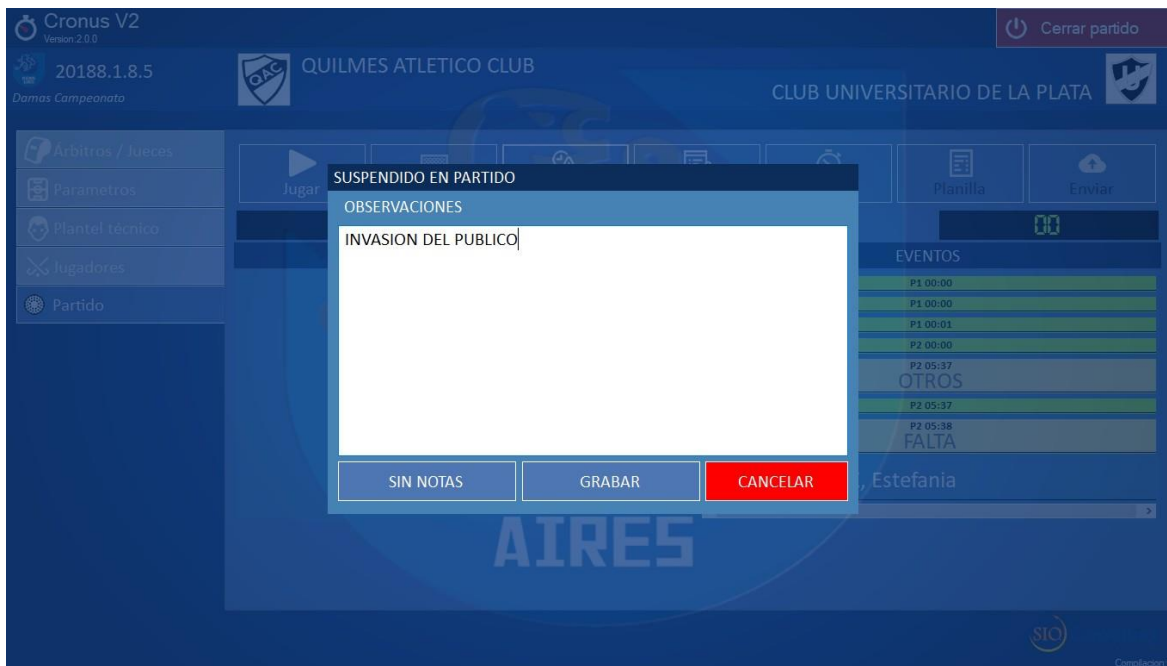 Cronus V2
Version:2.0.0
Cerrar partido
20188.1.8.5
Damas Campeonato
QAC
QUILMES ATLETICO CLUB
CLUB UNIVERSITARIO DE LA PLATA
U
Árbitros / Jueces
Parametros
Plantel técnico
Jugadores
Partido
Jugar
Planilla
Enviar
SUSPENDIDO EN PARTIDO
OBSERVACIONES
INVASION DEL PUBLICO
SIN NOTAS
GRABAR
CANCELAR
00
EVENTOS
P1 00:00
P1 00:00
P1 00:01
P2 00:00
P2 05:37
OTROS
P2 05:37
P2 05:38
FALTA
, Estefania
AIRES
SIO
Compilacion